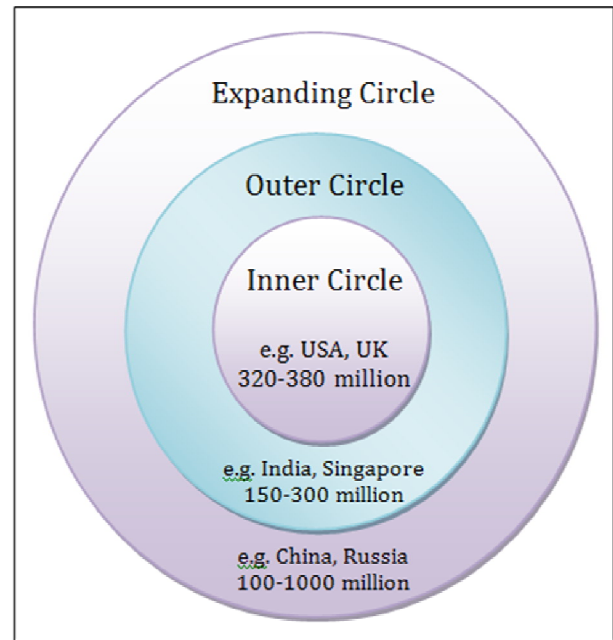 Expanding Circle
Outer Circle
Inner Circle
e.g. USA, UK
320-380 million
e.g. India, Singapore
150-300 million
e.g. China, Russia
100-1000 million